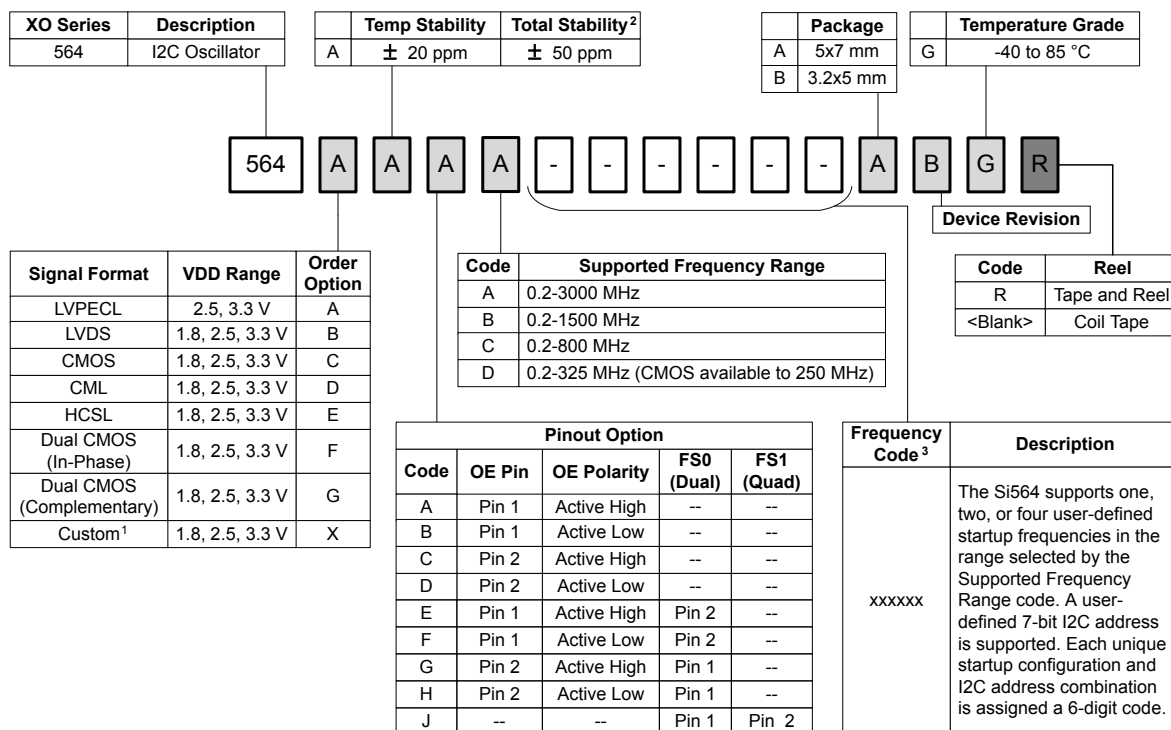 XO Series Description
564 I2C Oscillator
Temp Stability Total Stability²
A ± 20 ppm ± 50 ppm
Package
A 5x7 mm
B 3.2x5 mm
Temperature Grade
G -40 to 85 °C
564 A A A A - - - - - - A B G R
Device Revision
Signal Format VDD Range Order Option
LVPECL 2.5, 3.3 V A
LVDS 1.8, 2.5, 3.3 V B
CMOS 1.8, 2.5, 3.3 V C
CML 1.8, 2.5, 3.3 V D
HCSL 1.8, 2.5, 3.3 V E
Dual CMOS (In-Phase) 1.8, 2.5, 3.3 V F
Dual CMOS (Complementary) 1.8, 2.5, 3.3 V G
Custom¹ 1.8, 2.5, 3.3 V X
Code Supported Frequency Range
A 0.2-3000 MHz
B 0.2-1500 MHz
C 0.2-800 MHz
D 0.2-325 MHz (CMOS available to 250 MHz)
Code Reel
R Tape and Reel
<Blank> Coil Tape
Pinout Option
Code OE Pin OE Polarity FS0 (Dual) FS1 (Quad)
A Pin 1 Active High -- --
B Pin 1 Active Low -- --
C Pin 2 Active High -- --
D Pin 2 Active Low -- --
E Pin 1 Active High Pin 2 --
F Pin 1 Active Low Pin 2 --
G Pin 2 Active High Pin 1 --
H Pin 2 Active Low Pin 1 --
J -- -- Pin 1 Pin 2
Frequency Code³ Description
xxxxxx
The Si564 supports one,
two, or four user-defined
startup frequencies in the
range selected by the
Supported Frequency
Range code. A user-
defined 7-bit I2C address
is supported. Each unique
startup configuration and
I2C address combination
is assigned a 6-digit code.